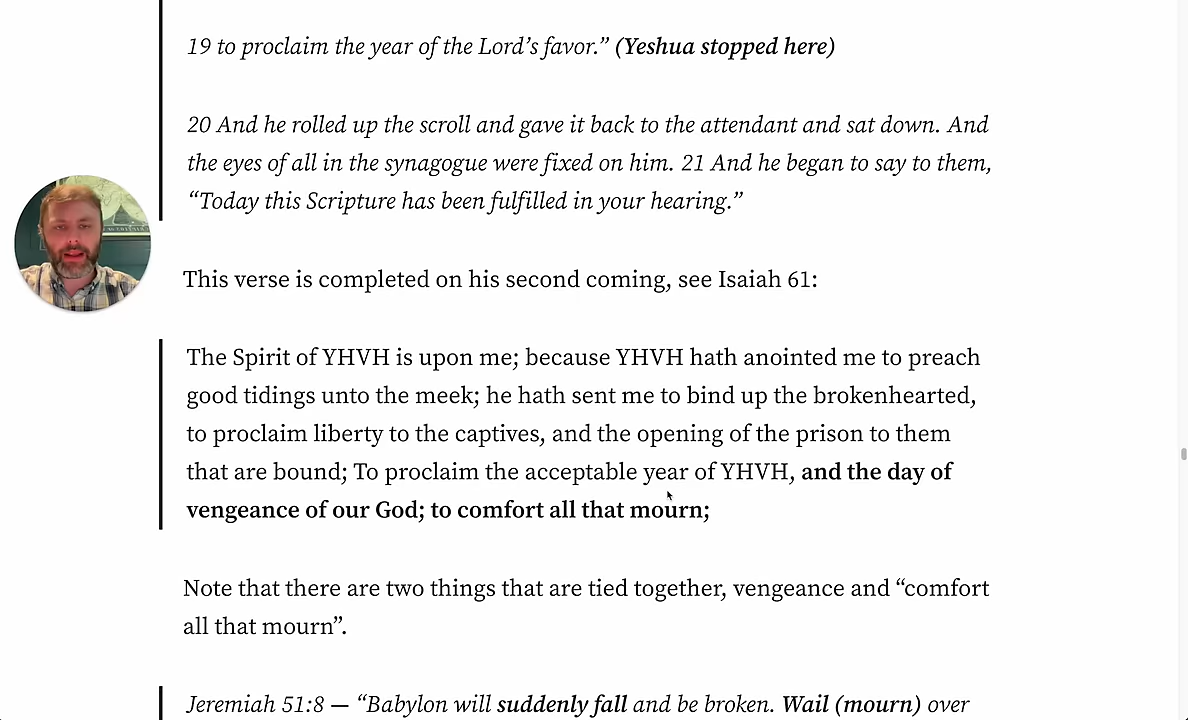 19 to proclaim the year of the Lord’s favor.” (Yeshua stopped here)
20 And he rolled up the scroll and gave it back to the attendant and sat down. And
the eyes of all in the synagogue were fixed on him. 21 And he began to say to them,
“Today this Scripture has been fulfilled in your hearing.”
This verse is completed on his second coming, see Isaiah 61:
The Spirit of YHVH is upon me; because YHVH hath anointed me to preach
good tidings unto the meek; he hath sent me to bind up the brokenhearted,
to proclaim liberty to the captives, and the opening of the prison to them
that are bound; To proclaim the acceptable year of YHVH, and the day of
vengeance of our God; to comfort all that mourn;
Note that there are two things that are tied together, vengeance and “comfort
all that mourn”.
Jeremiah 51:8 — “Babylon will suddenly fall and be broken. Wail (mourn) over